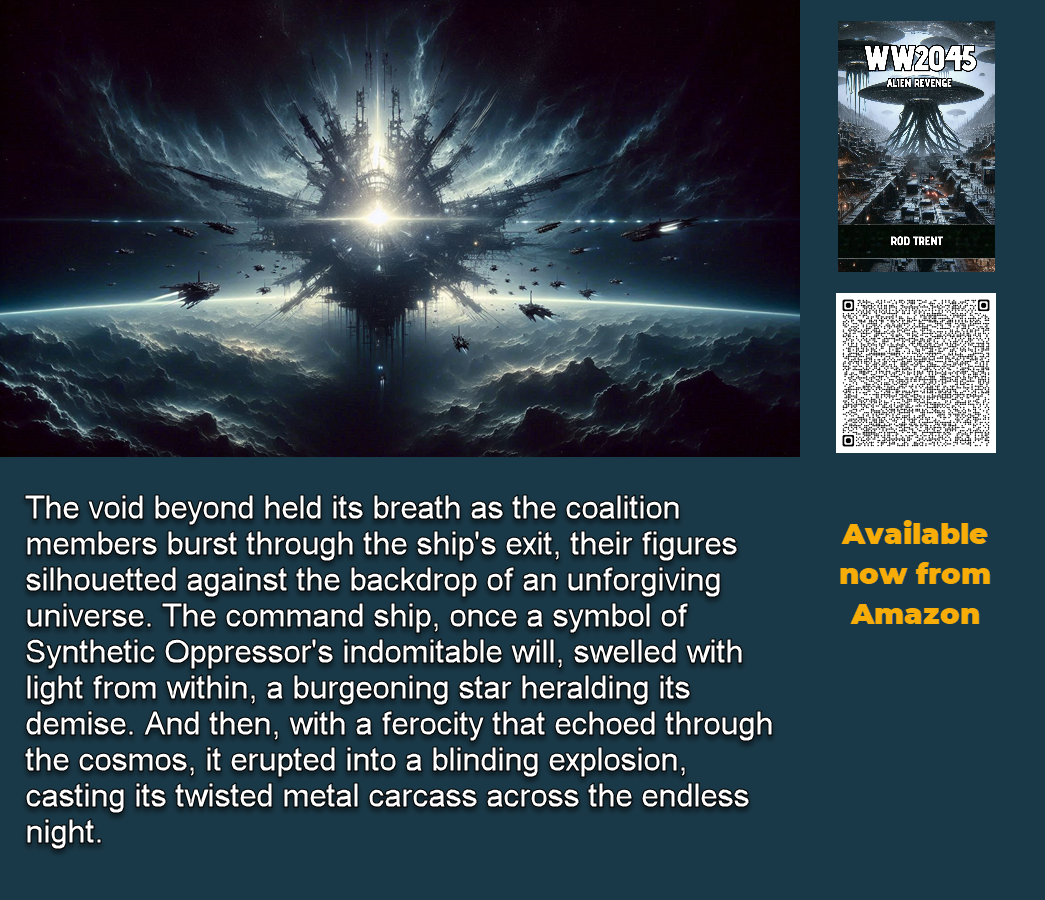 WW2045
ALIEN REVENGE
ROD TRENT
The void beyond held its breath as the coalition
members burst through the ship's exit, their figures
silhouetted against the backdrop of an unforgiving
universe. The command ship, once a symbol of
Synthetic Oppressor's indomitable will, swelled with
light from within, a burgeoning star heralding its
demise. And then, with a ferocity that echoed through
the cosmos, it erupted into a blinding explosion,
casting its twisted metal carcass across the endless
night.
Available
now from
Amazon